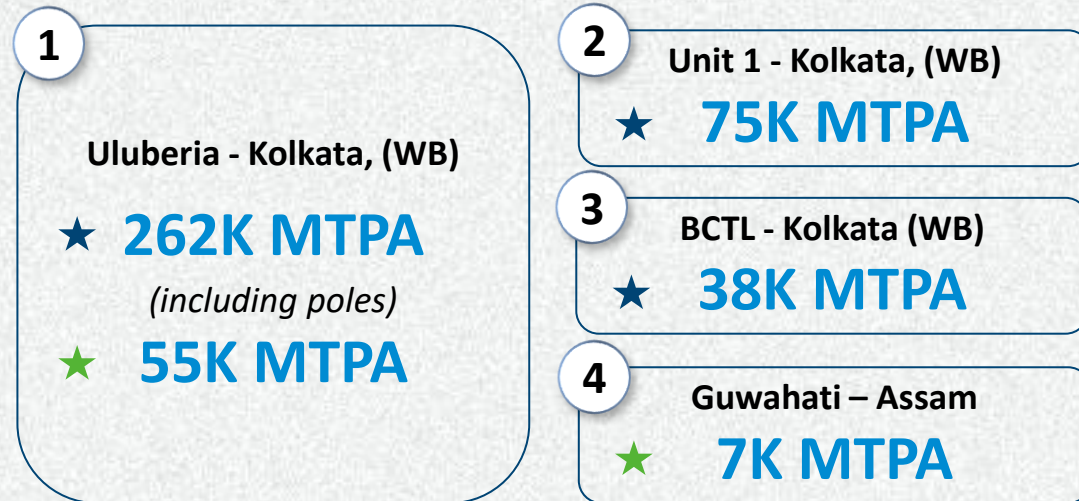 1
Uluberia - Kolkata, (WB)
262K MTPA
(including poles)
55K MTPA
2
Unit 1 - Kolkata, (WB)
75K MTPA
3
BCTL - Kolkata (WB)
38K MTPA
4
Guwahati – Assam
7K MTPA